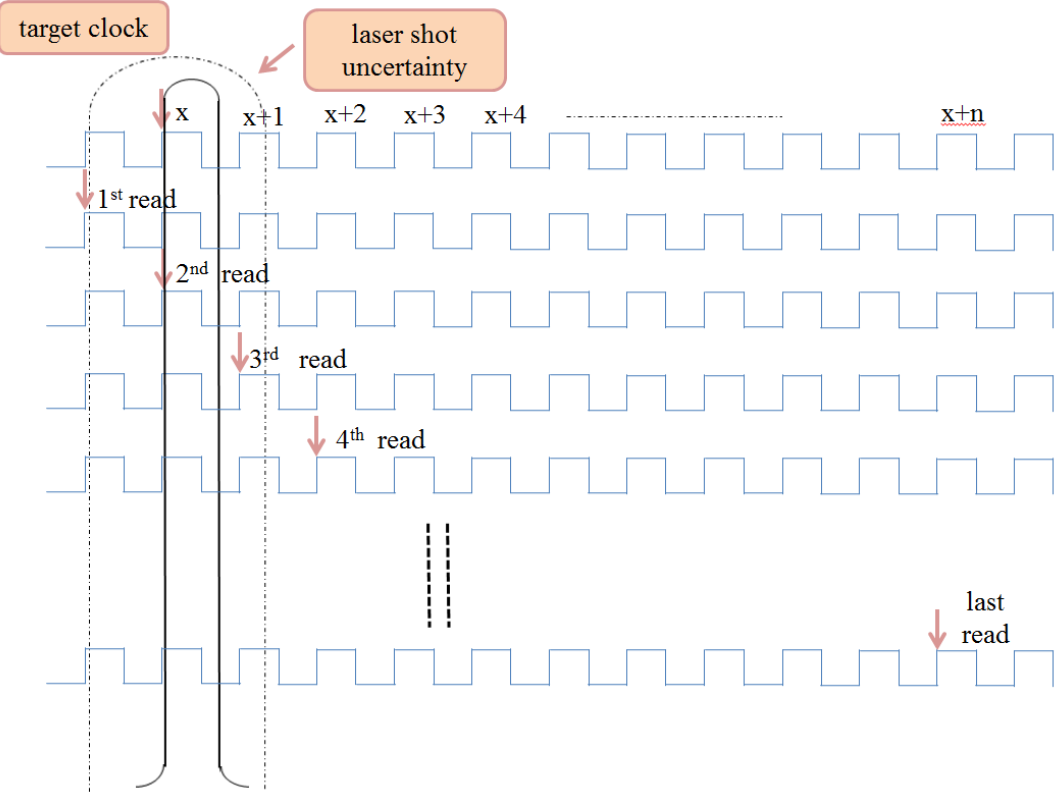 target clock
laser shot
uncertainty
x x+1 x+2 x+3 x+4 x+n
1st read
2nd read
3rd read
4th read
last
read